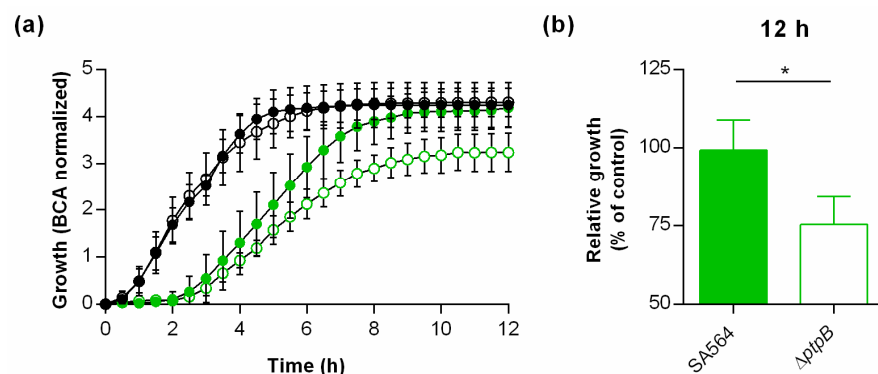 (a)
5
4
3
2
1
0
Growth (BCA normalized)
0 2 4 6 8 10 12
Time (h)
(b)
12 h
*
125
100
75
50
Relative growth
(% of control)
SA564
ΔptpB